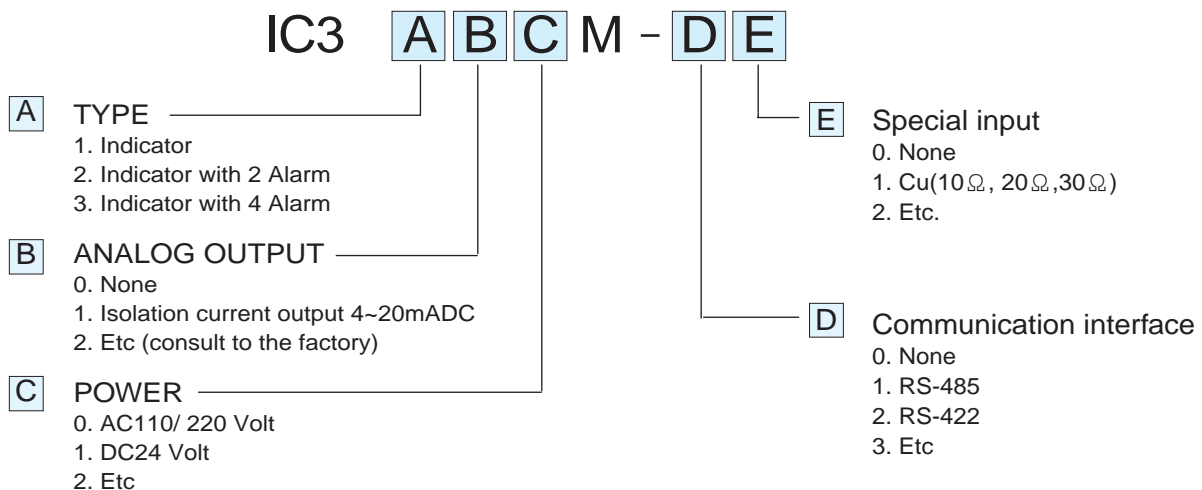 IC3 A B C M - D E
A TYPE
1. Indicator
2. Indicator with 2 Alarm
3. Indicator with 4 Alarm
B ANALOG OUTPUT
0. None
1. Isolation current output 4~20mADC
2. Etc (consult to the factory)
C POWER
0. AC110/ 220 Volt
1. DC24 Volt
2. Etc
E Special input
0. None
1. Cu(10Ω, 20Ω,30Ω)
2. Etc.
D Communication interface
0. None
1. RS-485
2. RS-422
3. Etc